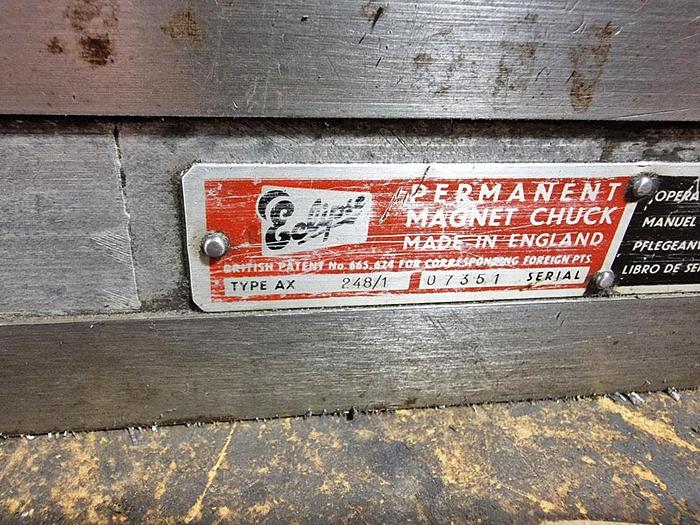 Eclipse
PERMANENT
MAGNET CHUCK
MADE IN ENGLAND
BRITISH PATENT No. 665,624 FOR CORRESPONDING FOREIGN PTS.
TYPE AX 248/1 07351 SERIAL
OPERA
MANUEL
PFLEGEAN
LIBRO DE SE